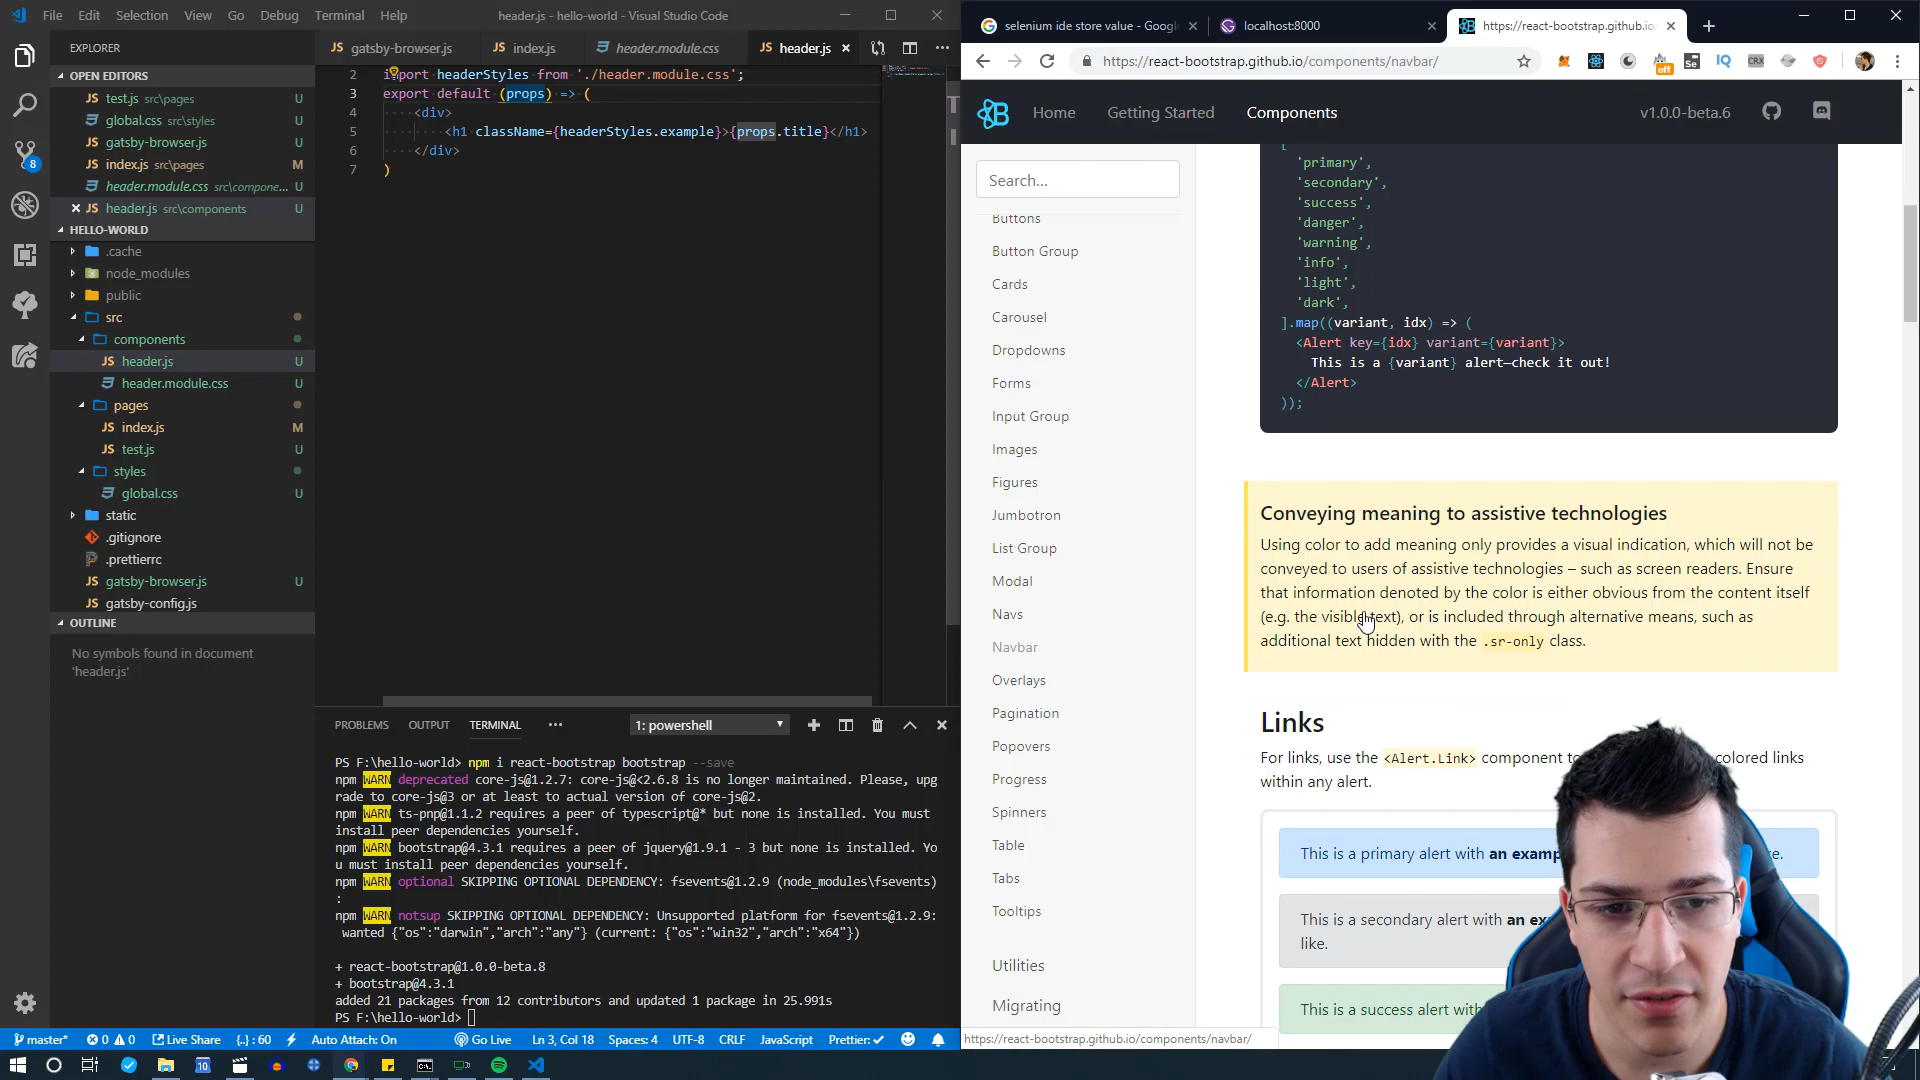 File Edit Selection View Go Debug Terminal Help
header.js - hello-world - Visual Studio Code
EXPLORER
OPEN EDITORS
test.js src\pages U
global.css src\styles U
gatsby-browser.js U
index.js src\pages M
header.module.css src\compone... U
header.js src\components U
HELLO-WORLD
.cache
node_modules
public
src
components
header.js U
header.module.css U
pages
index.js M
test.js U
styles
global.css U
static
.gitignore
.prettierrc
gatsby-browser.js U
gatsby-config.js
OUTLINE
No symbols found in document
'header.js'
8
gatsby-browser.js index.js header.module.css header.js
2 import headerStyles from './header.module.css';
3 export default (props) => (
4 <div>
5 <h1 className={headerStyles.example}>{props.title}</h1>
6 </div>
7 )
PROBLEMS OUTPUT TERMINAL ... 1: powershell
PS F:\hello-world> npm i react-bootstrap bootstrap --save
npm WARN deprecated core-js@1.2.7: core-js@<2.6.8 is no longer maintained. Please, upg
rade to core-js@3 or at least to actual version of core-js@2.
npm WARN ts-pnp@1.1.2 requires a peer of typescript@* but none is installed. You must
install peer dependencies yourself.
npm WARN bootstrap@4.3.1 requires a peer of jquery@1.9.1 - 3 but none is installed. Yo
u must install peer dependencies yourself.
npm WARN optional SKIPPING OPTIONAL DEPENDENCY: fsevents@1.2.9 (node_modules\fsevents)
:
npm WARN notsup SKIPPING OPTIONAL DEPENDENCY: Unsupported platform for fsevents@1.2.9:
wanted {"os":"darwin","arch":"any"} (current: {"os":"win32","arch":"x64"})
+ react-bootstrap@1.0.0-beta.8
+ bootstrap@4.3.1
added 21 packages from 12 contributors and updated 1 package in 25.991s
PS F:\hello-world>
master* 0 0 Live Share {..} : 60 Auto Attach: On Go Live Ln 3, Col 18 Spaces: 4 UTF-8 CRLF JavaScript Prettier: ✓
selenium ide store value - Google
localhost:8000
https://react-bootstrap.github.io
https://react-bootstrap.github.io/components/navbar/
off
Se
IQ
CRX
Home Getting Started Components v1.0.0-beta.6
Search...
Buttons
Button Group
Cards
Carousel
Dropdowns
Forms
Input Group
Images
Figures
Jumbotron
List Group
Modal
Navs
Navbar
Overlays
Pagination
Popovers
Progress
Spinners
Table
Tabs
Tooltips
Utilities
Migrating
[
'primary',
'secondary',
'success',
'danger',
'warning',
'info',
'light',
'dark',
].map((variant, idx) => (
<Alert key={idx} variant={variant}>
This is a {variant} alert—check it out!
</Alert>
));
Conveying meaning to assistive technologies
Using color to add meaning only provides a visual indication, which will not be
conveyed to users of assistive technologies – such as screen readers. Ensure
that information denoted by the color is either obvious from the content itself
(e.g. the visible text), or is included through alternative means, such as
additional text hidden with the .sr-only class.
Links
For links, use the <Alert.Link> component to colored links
within any alert.
This is a primary alert with an examp ke.
This is a secondary alert with an ex
like.
This is a success alert with
https://react-bootstrap.github.io/components/navbar/
10